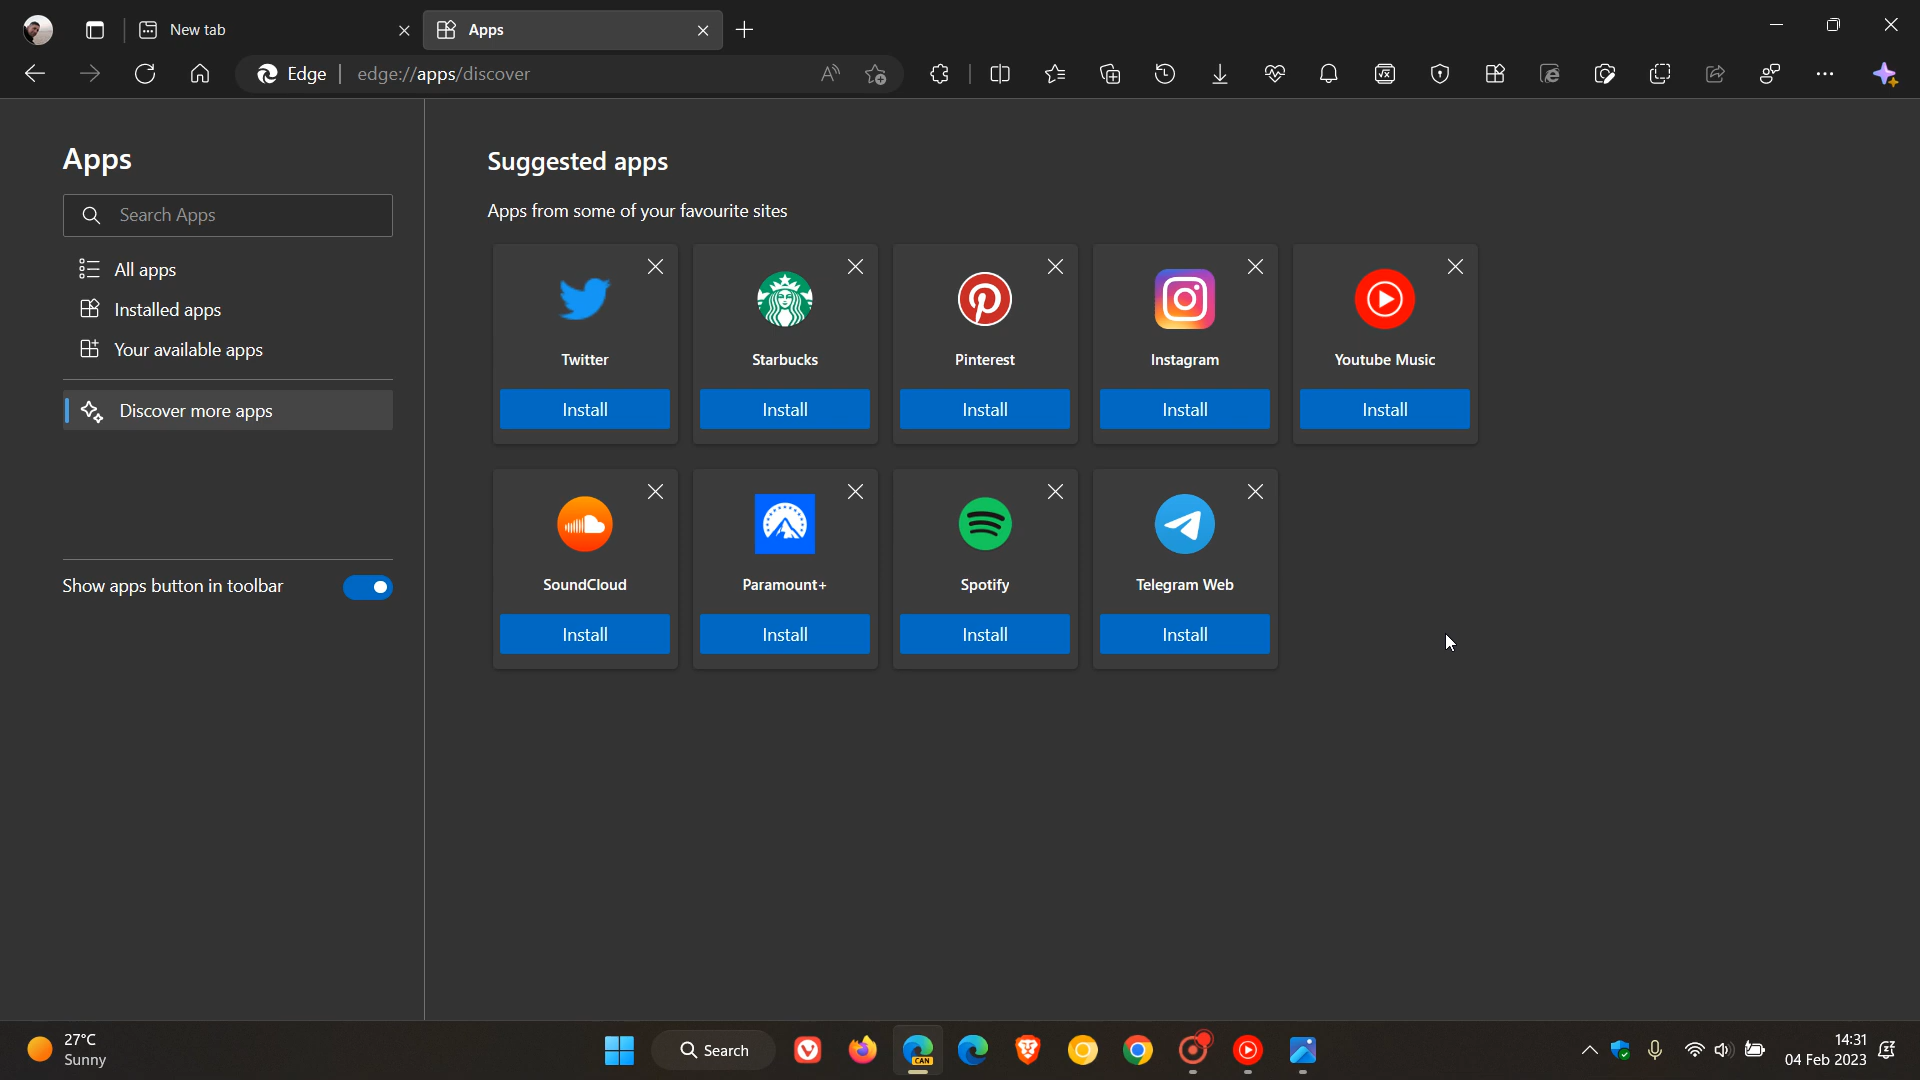 New tab
Apps
Edge
edge://apps/discover
Apps
Search Apps
All apps
Installed apps
Your available apps
Discover more apps
Show apps button in toolbar
Suggested apps
Apps from some of your favourite sites
Twitter
Starbucks
Pinterest
Instagram
Youtube Music
Install
Install
Install
Install
Install
SoundCloud
Paramount+
Spotify
Telegram Web
Install
Install
Install
Install
27°C
Sunny
Search
CAN
14:31
04 Feb 2023